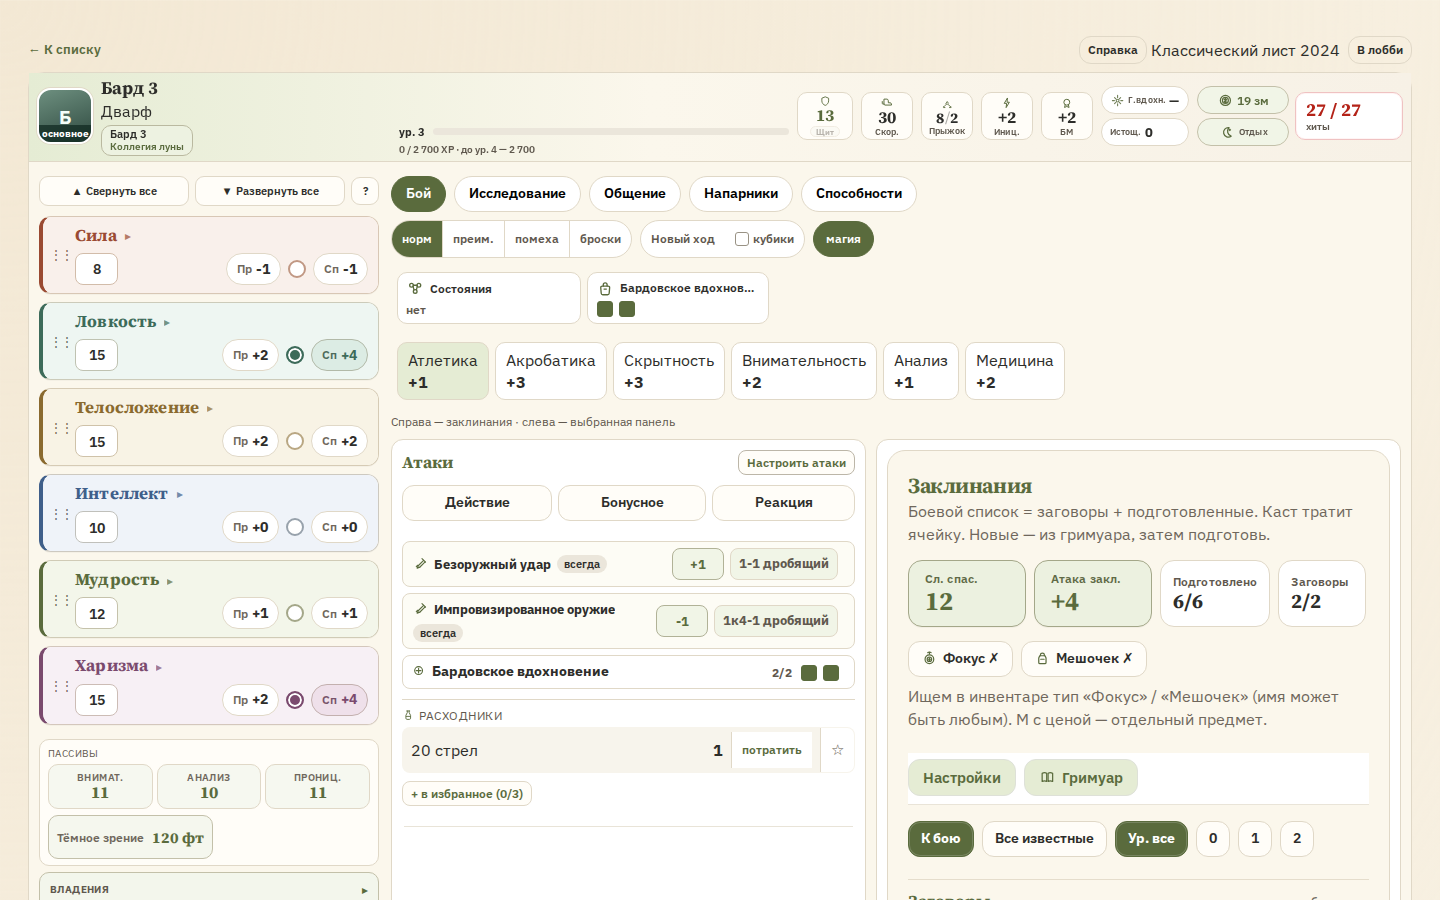 ← К списку
Справка Классический лист 2024 В лобби
Б
основное
Бард 3
Дварф
Бард 3
Коллегия луны
ур. 3
0 / 2 700 XP · до ур. 4 — 2 700
13
Щит
30
Скор.
8/2
Прыжок
+2
Иниц.
+2
БМ
Г.вдохн. —
Истощ. 0
19 зм
Отдых
27 / 27
хиты
▲ Свернуть все ▼ Развернуть все ?
Сила ▸
8 Пр -1 Сп -1
Ловкость ▸
15 Пр +2 Сп +4
Телосложение ▸
15 Пр +2 Сп +2
Интеллект ▸
10 Пр +0 Сп +0
Мудрость ▸
12 Пр +1 Сп +1
Харизма ▸
15 Пр +2 Сп +4
ПАССИВЫ
ВНИМАТ. АНАЛИЗ ПРОНИЦ.
11 10 11
Тёмное зрение 120 фт
ВЛАДЕНИЯ ▸
Бой Исследование Общение Напарники Способности
норм преим. помеха броски Новый ход кубики магия
Состояния
нет
Бардовское вдохнов...
Атлетика Акробатика Скрытность Внимательность Анализ Медицина
+1 +3 +3 +2 +1 +2
Справа — заклинания · слева — выбранная панель
Атаки Настроить атаки
Действие Бонусное Реакция
Безоружный удар всегда +1 1-1 дробящий
Импровизированное оружие
всегда
-1 1к4-1 дробящий
Бардовское вдохновение 2/2
РАСХОДНИКИ
20 стрел 1 потратить ☆
+ в избранное (0/3)
Заклинания
Боевой список = заговоры + подготовленные. Каст тратит
ячейку. Новые — из гримуара, затем подготовь.
Сл. спас.
12
Атака закл.
+4
Подготовлено
6/6
Заговоры
2/2
Фокус ✗ Мешочек ✗
Ищем в инвентаре тип «Фокус» / «Мешочек» (имя может
быть любым). М с ценой — отдельный предмет.
Настройки Гримуар
К бою Все известные Ур. все 0 1 2